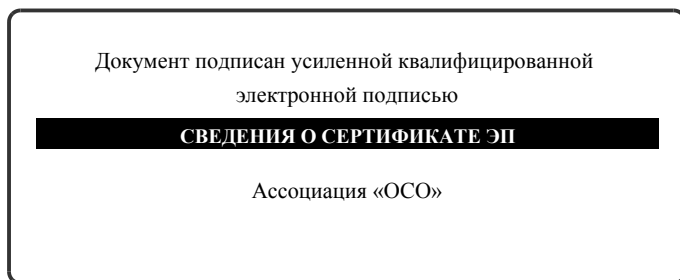 Документ подписан усиленной квалифицированной
электронной подписью
СВЕДЕНИЯ О СЕРТИФИКАТЕ ЭП
Ассоциация «ОСО»